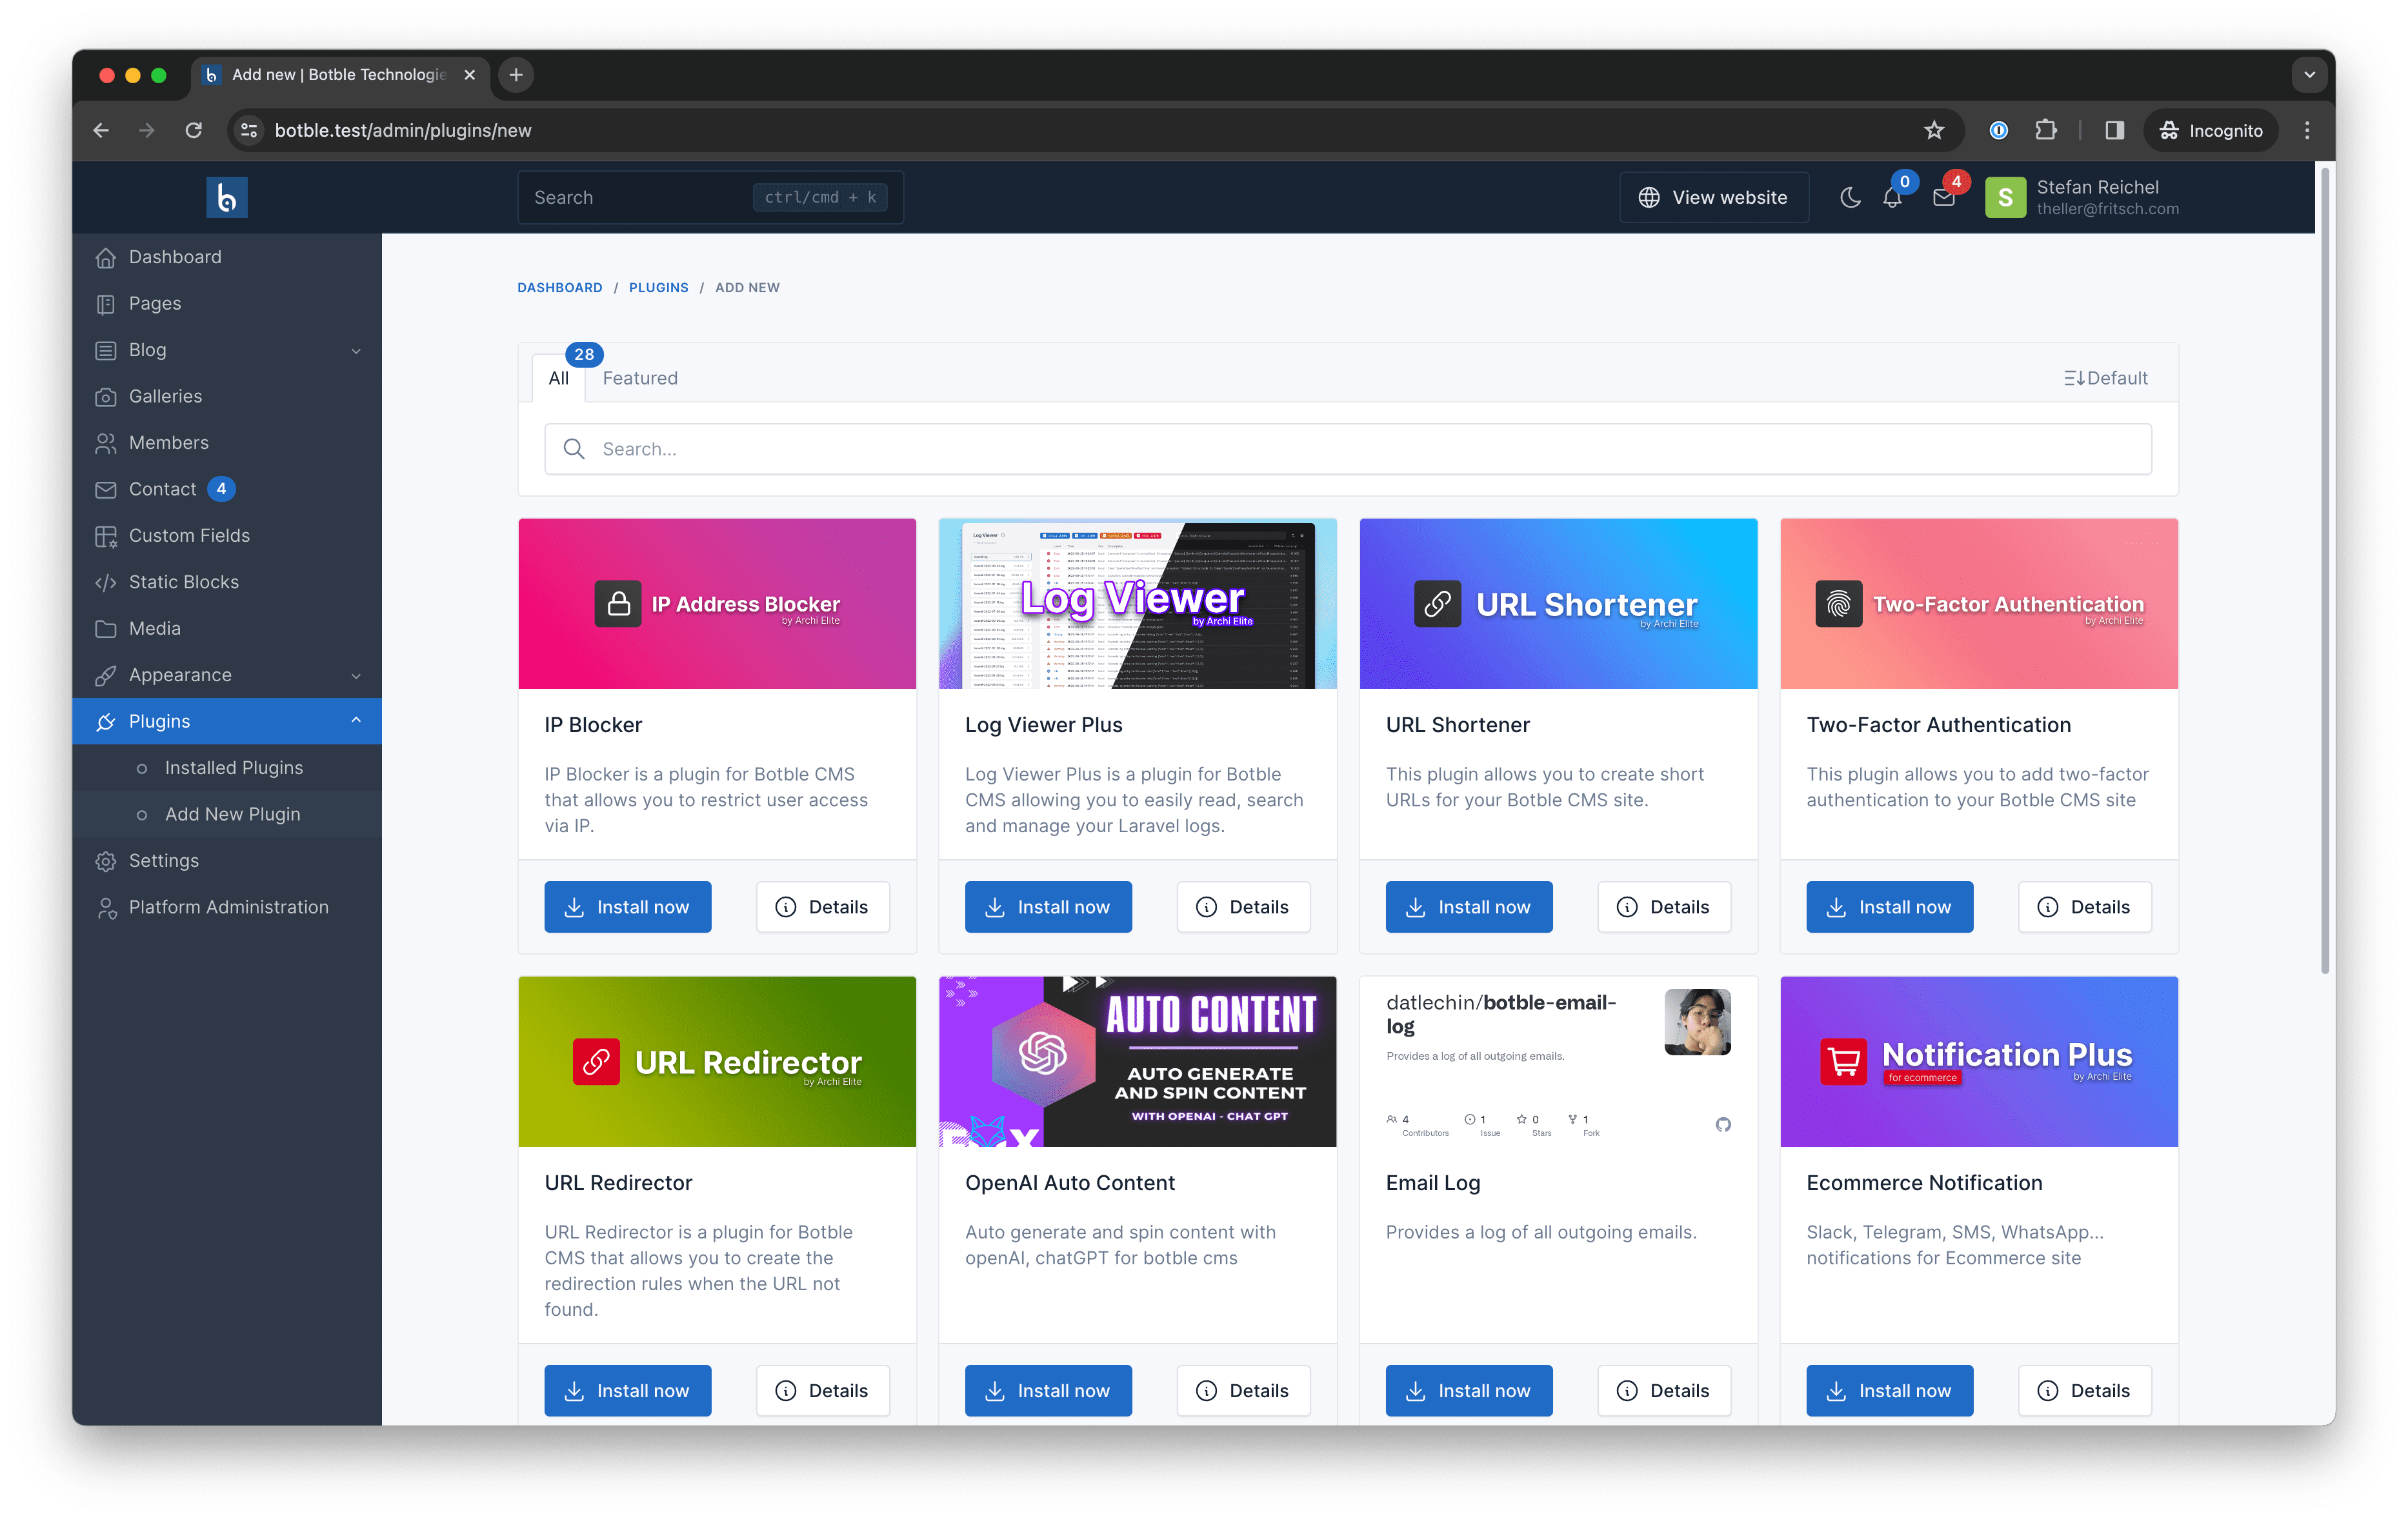 Add new | Botble Technologie
botble.test/admin/plugins/new
Incognito
Search
ctrl/cmd + k
View website
0
4
S
Stefan Reichel
theller@fritsch.com
Dashboard
Pages
Blog
Galleries
Members
Contact 4
Custom Fields
Static Blocks
Media
Appearance
Plugins
Installed Plugins
Add New Plugin
Settings
Platform Administration
DASHBOARD / PLUGINS / ADD NEW
All
28
Featured
Default
Search...
IP Address Blocker
by Archi Elite
IP Blocker
IP Blocker is a plugin for Botble CMS
that allows you to restrict user access
via IP.
Install now
Details
Log Viewer
Log Viewer
by Archi Elite
Log Viewer Plus
Log Viewer Plus is a plugin for Botble
CMS allowing you to easily read, search
and manage your Laravel logs.
Install now
Details
URL Shortener
by Archi Elite
URL Shortener
This plugin allows you to create short
URLs for your Botble CMS site.
Install now
Details
Two-Factor Authentication
by Archi Elite
Two-Factor Authentication
This plugin allows you to add two-factor
authentication to your Botble CMS site
Install now
Details
URL Redirector
by Archi Elite
URL Redirector
URL Redirector is a plugin for Botble
CMS that allows you to create the
redirection rules when the URL not
found.
Install now
Details
AUTO CONTENT
AUTO GENERATE
AND SPIN CONTENT
WITH OPENAI - CHAT GPT
OpenAI Auto Content
Auto generate and spin content with
openAI, chatGPT for botble cms
Install now
Details
datlechin/botble-email-
log
Provides a log of all outgoing emails.
4
Contributors
1
Issue
0
Stars
1
Fork
Email Log
Provides a log of all outgoing emails.
Install now
Details
Notification Plus
for ecommerce
by Archi Elite
Ecommerce Notification
Slack, Telegram, SMS, WhatsApp...
notifications for Ecommerce site
Install now
Details